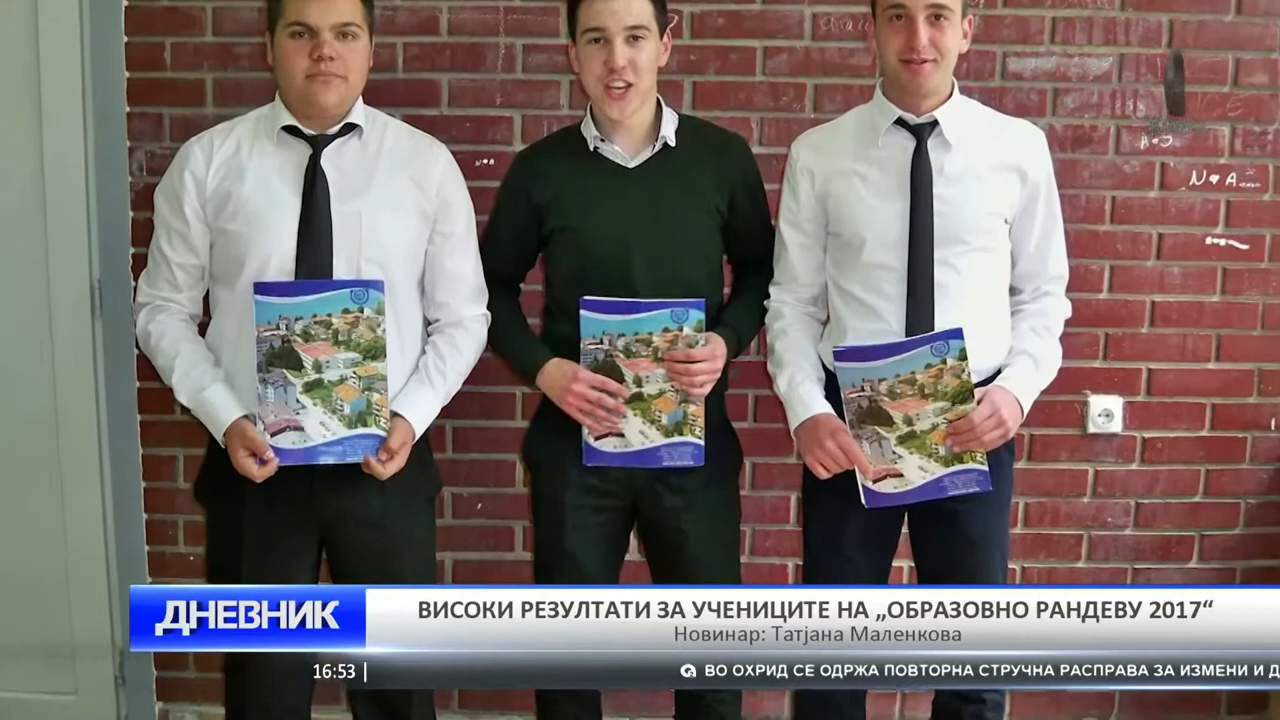 N A
ДНЕВНИК
ВИСОКИ РЕЗУЛТАТИ ЗА УЧЕНИЦИТЕ НА „ОБРАЗОВНО РАНДЕВУ 2017“
Новинар: Татјана Маленкова
16:53
ВО ОХРИД СЕ ОДРЖА ПОВТОРНА СТРУЧНА РАСПРАВА ЗА ИЗМЕНИ И Д